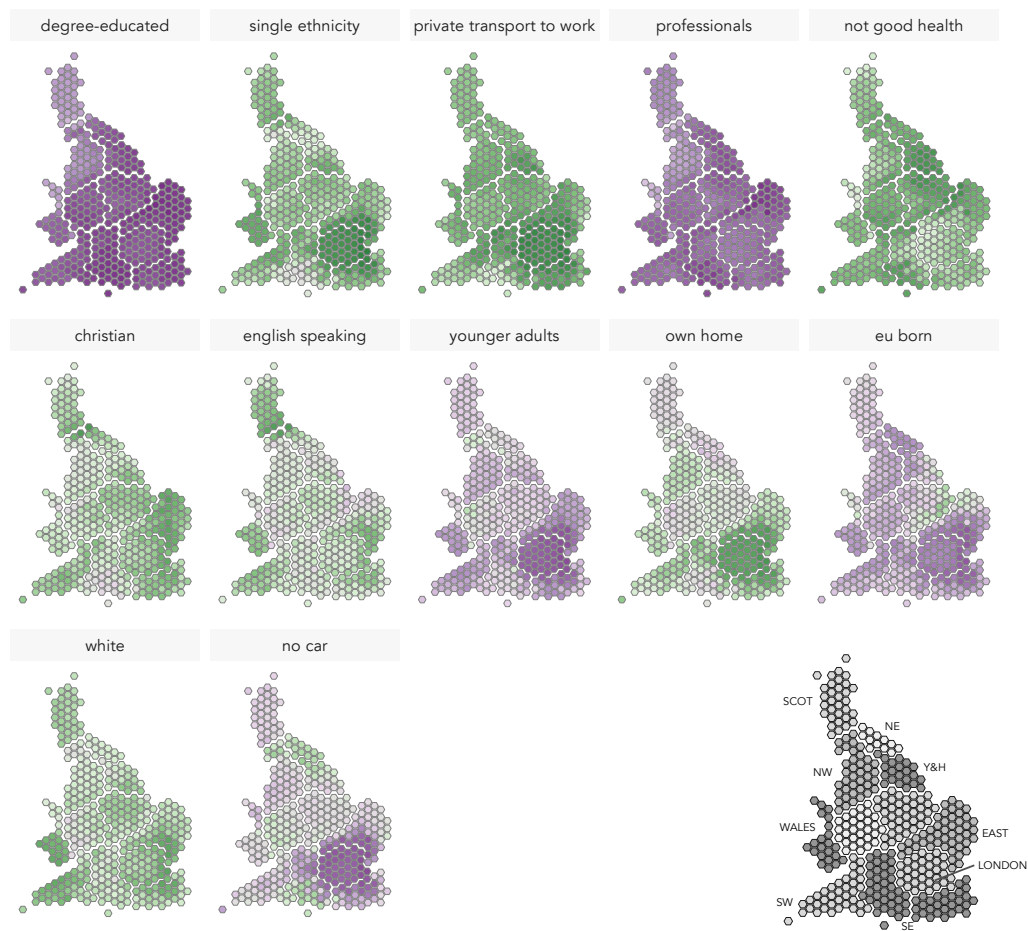 degree-educated
single ethnicity
private transport to work
professionals
not good health
christian
english speaking
younger adults
own home
eu born
white
no car
SCOT
NE
NW
Y&H
WALES
EAST
LONDON
SW
SE